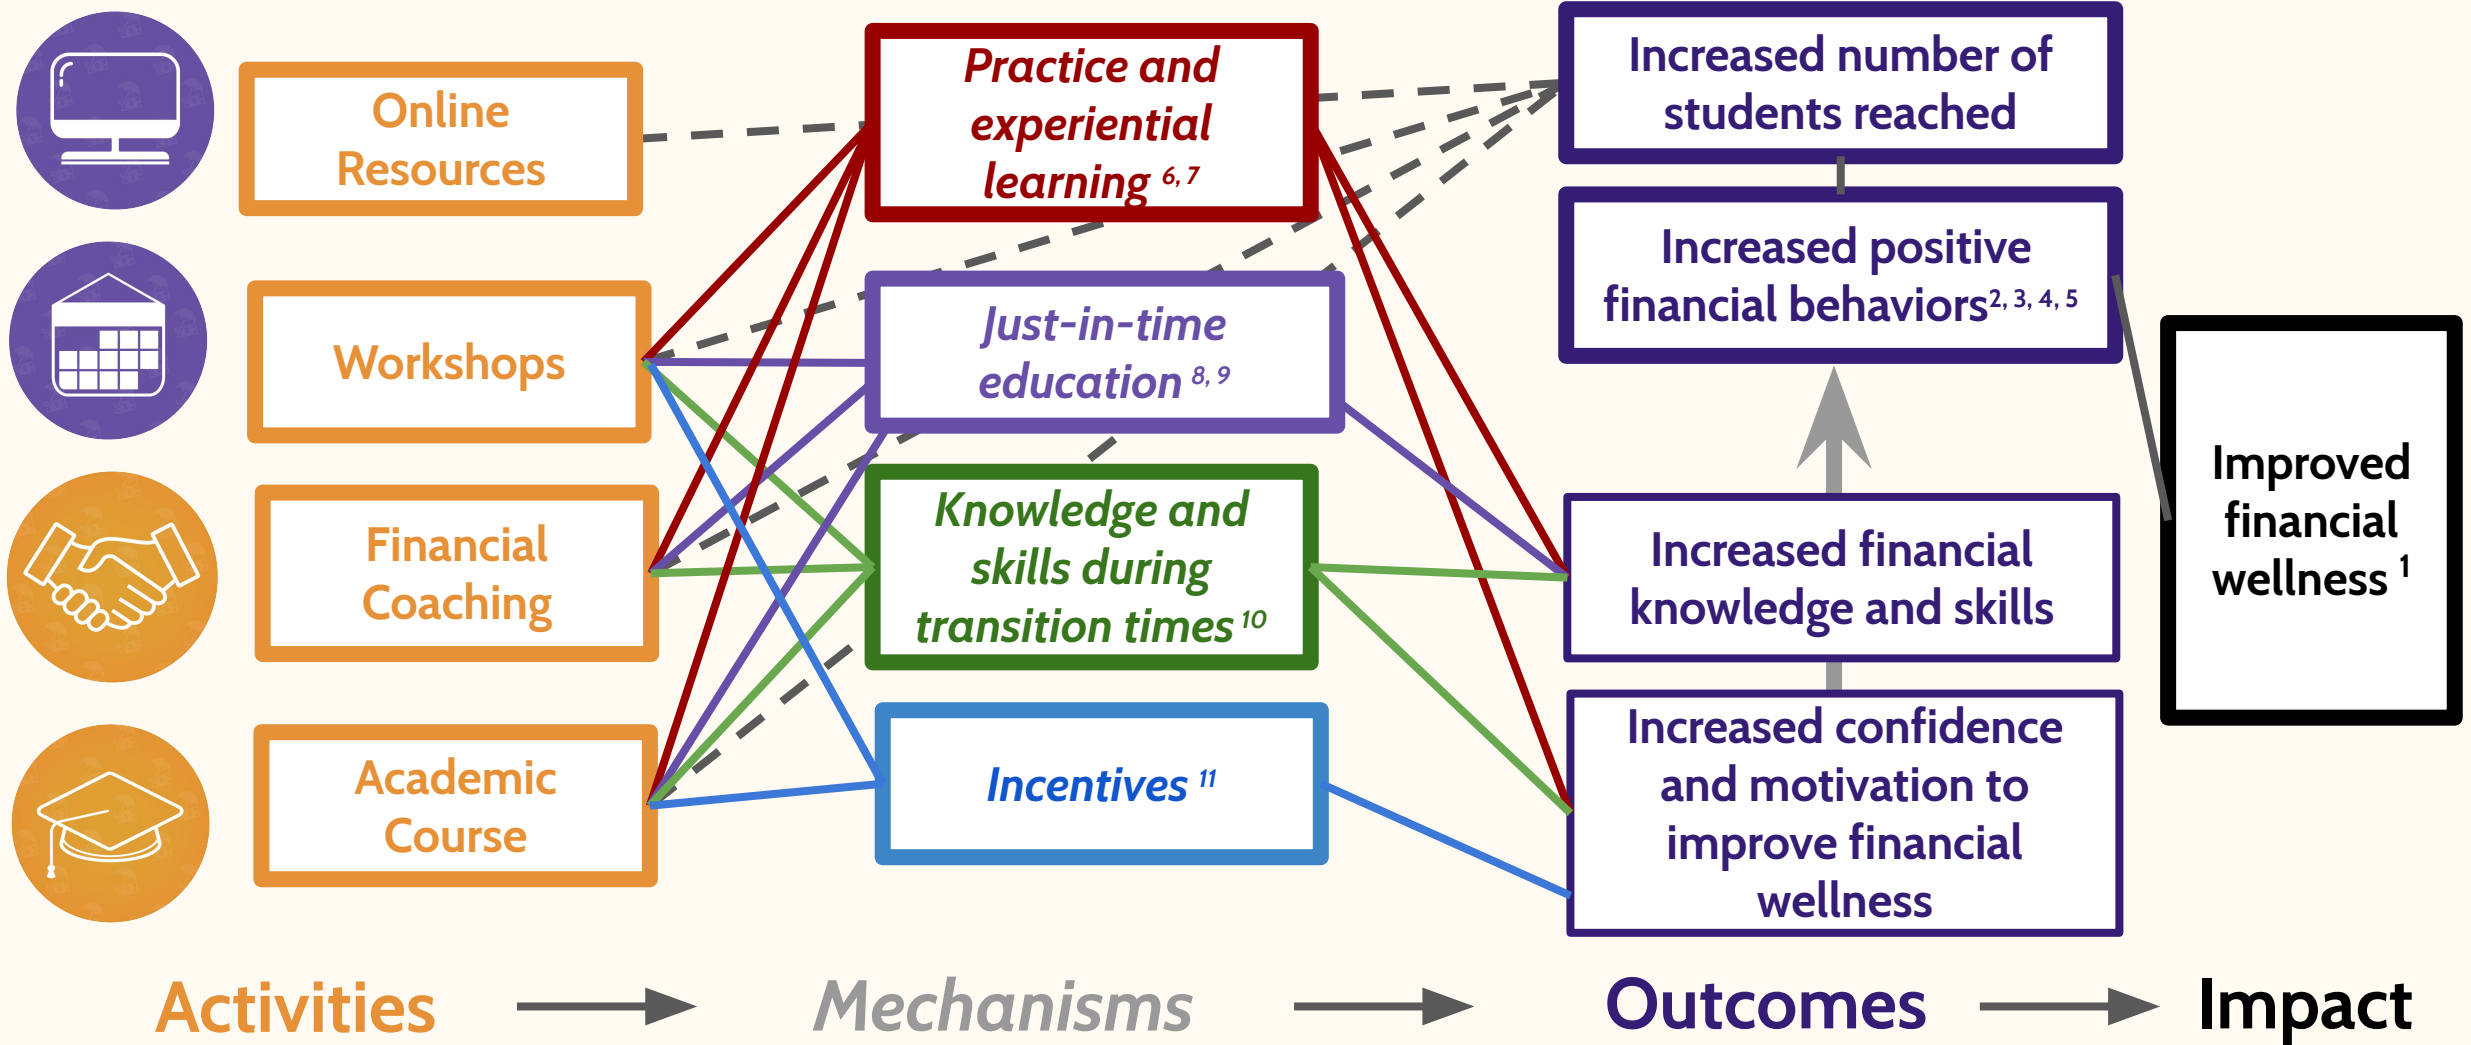 Online
Resources
Workshops
Financial
Coaching
Academic
Course
Practice and
experiential
learning 6, 7
Just-in-time
education 8, 9
Knowledge and
skills during
transition times 10
Incentives 11
Increased number of
students reached
Increased positive
financial behaviors2, 3, 4, 5
Increased financial
knowledge and skills
Increased confidence
and motivation to
improve financial
wellness
Improved
financial
wellness 1
Activities
Mechanisms
Outcomes
Impact